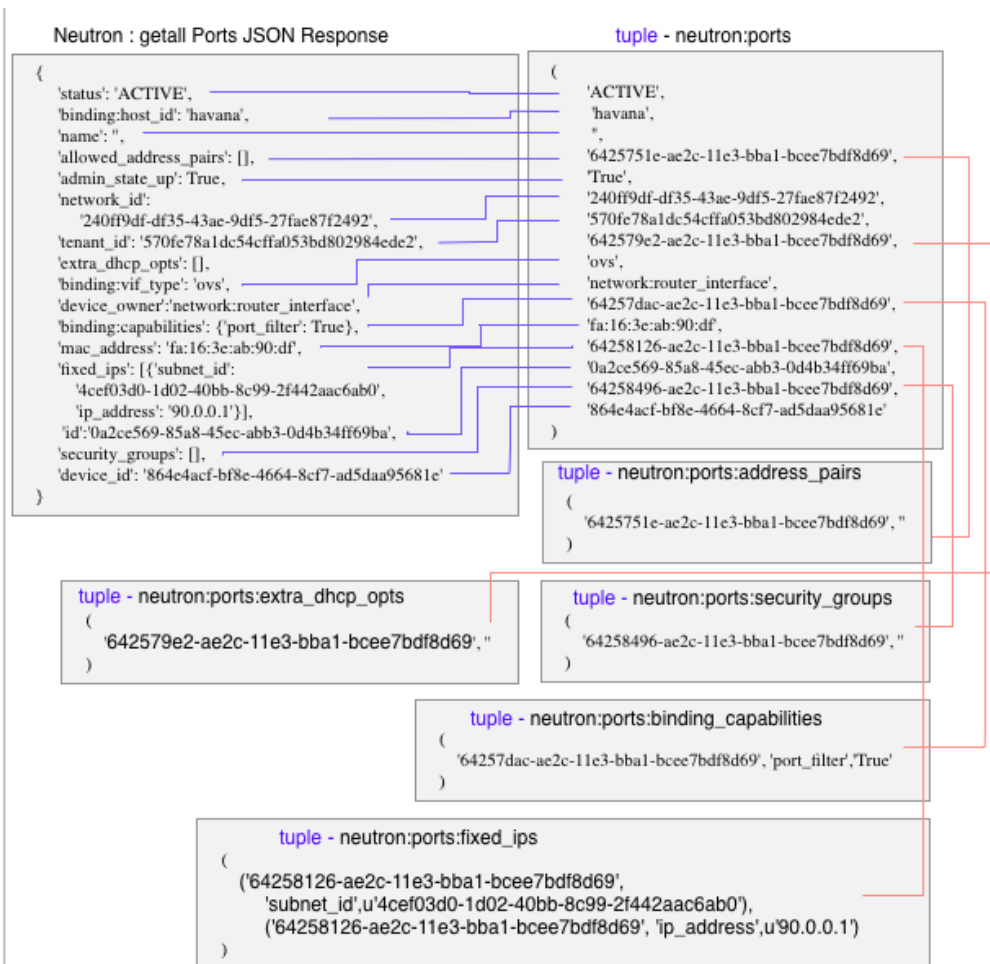 Neutron : getall Ports JSON Response
{
'status': 'ACTIVE',
'binding:host_id': 'havana',
'name': '',
'allowed_address_pairs': [],
'admin_state_up': True,
'network_id':
'240ff9df-df35-43ae-9df5-27fae87f2492',
'tenant_id': '570fe78a1dc54cffa053bd802984ede2',
'extra_dhcp_opts': [],
'binding:vif_type': 'ovs',
'device_owner':'network:router_interface',
'binding:capabilities': {'port_filter': True},
'mac_address': 'fa:16:3e:ab:90:df',
'fixed_ips': [{'subnet_id':
'4cef03d0-1d02-40bb-8c99-2f442aac6ab0',
'ip_address': '90.0.0.1'}],
'id':'0a2ce569-85a8-45ec-abb3-0d4b34ff69ba',
'security_groups': [],
'device_id': '864e4acf-bf8e-4664-8cf7-ad5daa95681e'
}
tuple - neutron:ports
(
'ACTIVE',
'havana',
'',
'6425751e-ae2c-11e3-bba1-bcee7bdf8d69',
'True',
'240ff9df-df35-43ae-9df5-27fae87f2492',
'570fe78a1dc54cffa053bd802984ede2',
'642579e2-ae2c-11e3-bba1-bcee7bdf8d69',
'ovs',
'network:router_interface',
'64257dac-ae2c-11e3-bba1-bcee7bdf8d69',
'fa:16:3e:ab:90:df',
'64258126-ae2c-11e3-bba1-bcee7bdf8d69',
'0a2ce569-85a8-45ec-abb3-0d4b34ff69ba',
'64258496-ae2c-11e3-bba1-bcee7bdf8d69',
'864e4acf-bf8e-4664-8cf7-ad5daa95681e'
)
tuple - neutron:ports:address_pairs
(
'6425751e-ae2c-11e3-bba1-bcee7bdf8d69', ''
)
tuple - neutron:ports:extra_dhcp_opts
(
'642579e2-ae2c-11e3-bba1-bcee7bdf8d69', ''
)
tuple - neutron:ports:security_groups
(
'64258496-ae2c-11e3-bba1-bcee7bdf8d69', ''
)
tuple - neutron:ports:binding_capabilities
(
'64257dac-ae2c-11e3-bba1-bcee7bdf8d69', 'port_filter','True'
)
tuple - neutron:ports:fixed_ips
(
('64258126-ae2c-11e3-bba1-bcee7bdf8d69',
'subnet_id',u'4cef03d0-1d02-40bb-8c99-2f442aac6ab0'),
('64258126-ae2c-11e3-bba1-bcee7bdf8d69', 'ip_address',u'90.0.0.1')
)